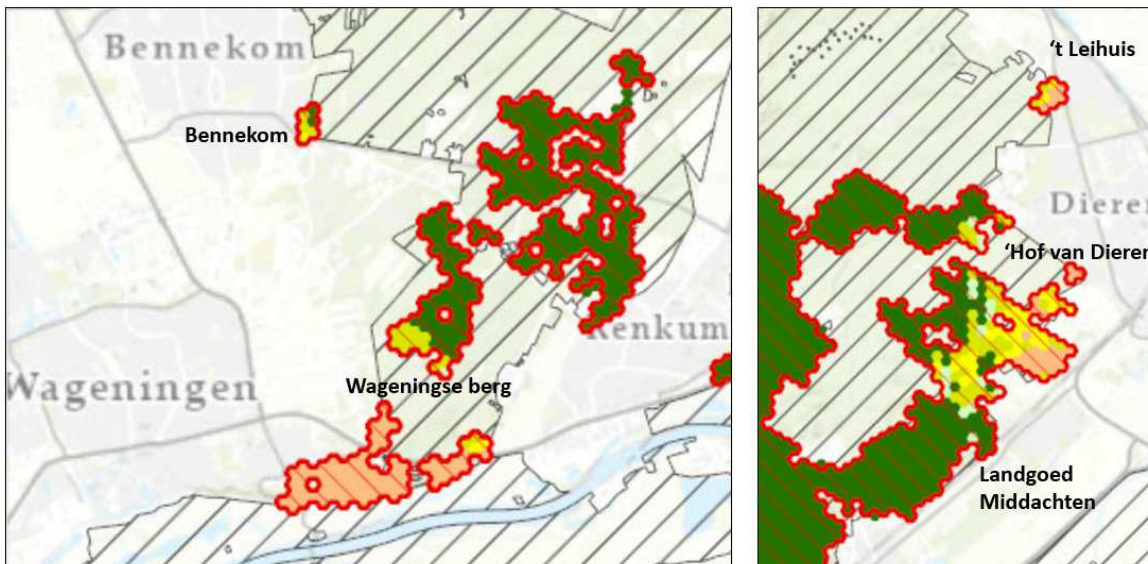 Bennekom
Bennekom
Renkum
Wageningen
Wageningse berg
‘t Leihuis
Dieren
‘Hof van Dieren
Landgoed
Middachten